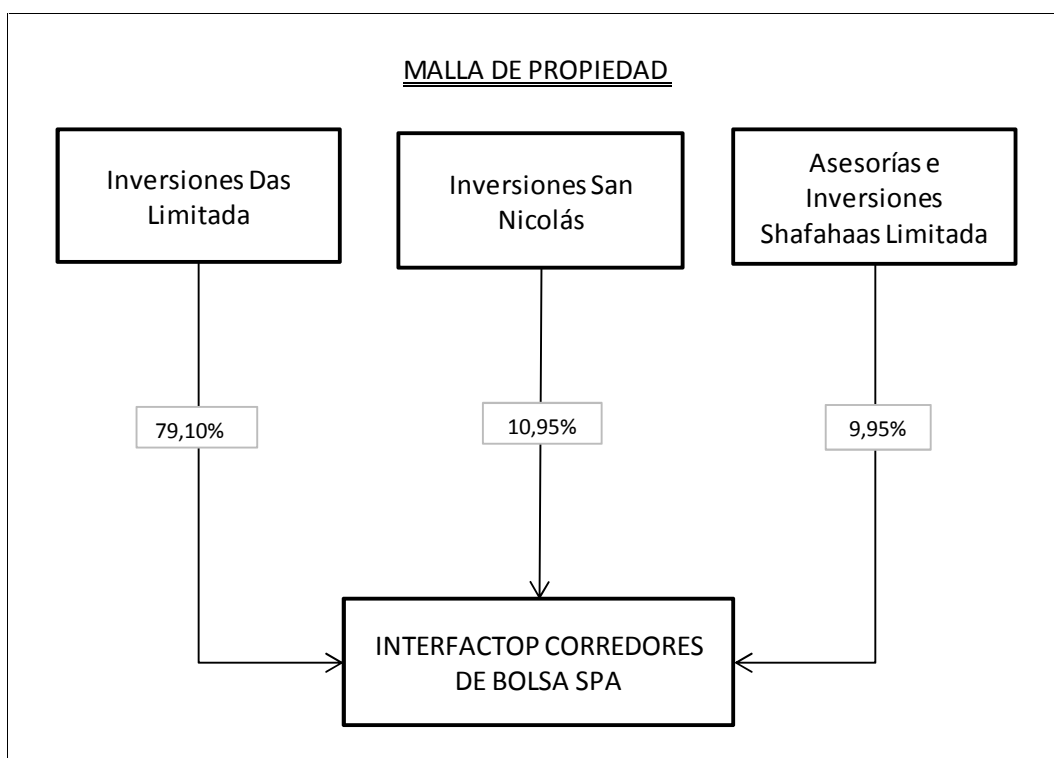 MALLA DE PROPIEDAD
Inversiones Das
Limitada
Inversiones San
Nicolás
Asesorías e
Inversiones
Shafahaas Limitada
79,10%
10,95%
9,95%
INTERFACTOP CORREDORES
DE BOLSA SPA